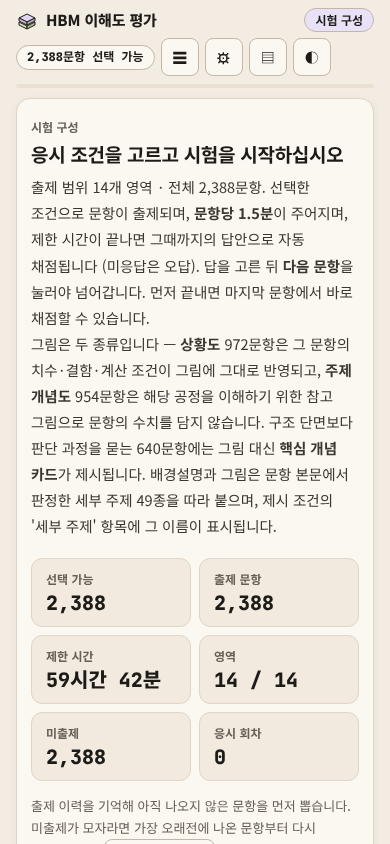 HBM 이해도 평가
시험 구성
2,388문항 선택 가능
시험 구성
응시 조건을 고르고 시험을 시작하십시오
출제 범위 14개 영역 · 전체 2,388문항. 선택한
조건으로 문항이 출제되며, 문항당 1.5분이 주어지며,
제한 시간이 끝나면 그때까지의 답안으로 자동
채점됩니다 (미응답은 오답). 답을 고른 뒤 다음 문항을
눌러야 넘어갑니다. 먼저 끝내면 마지막 문항에서 바로
채점할 수 있습니다.
그림은 두 종류입니다 — 상황도 972문항은 그 문항의
치수·결함·계산 조건이 그림에 그대로 반영되고, 주제
개념도 954문항은 해당 공정을 이해하기 위한 참고
그림으로 문항의 수치를 담지 않습니다. 구조 단면보다
판단 과정을 묻는 640문항에는 그림 대신 핵심 개념
카드가 제시됩니다. 배경설명과 그림은 문항 본문에서
판정한 세부 주제 49종을 따라 붙으며, 제시 조건의
'세부 주제' 항목에 그 이름이 표시됩니다.
선택 가능
2,388
출제 문항
2,388
제한 시간
59시간 42분
영역
14 / 14
미출제
2,388
응시 회차
0
출제 이력을 기억해 아직 나오지 않은 문항을 먼저 뽑습니다.
미출제가 모자라면 가장 오래전에 나온 문항부터 다시